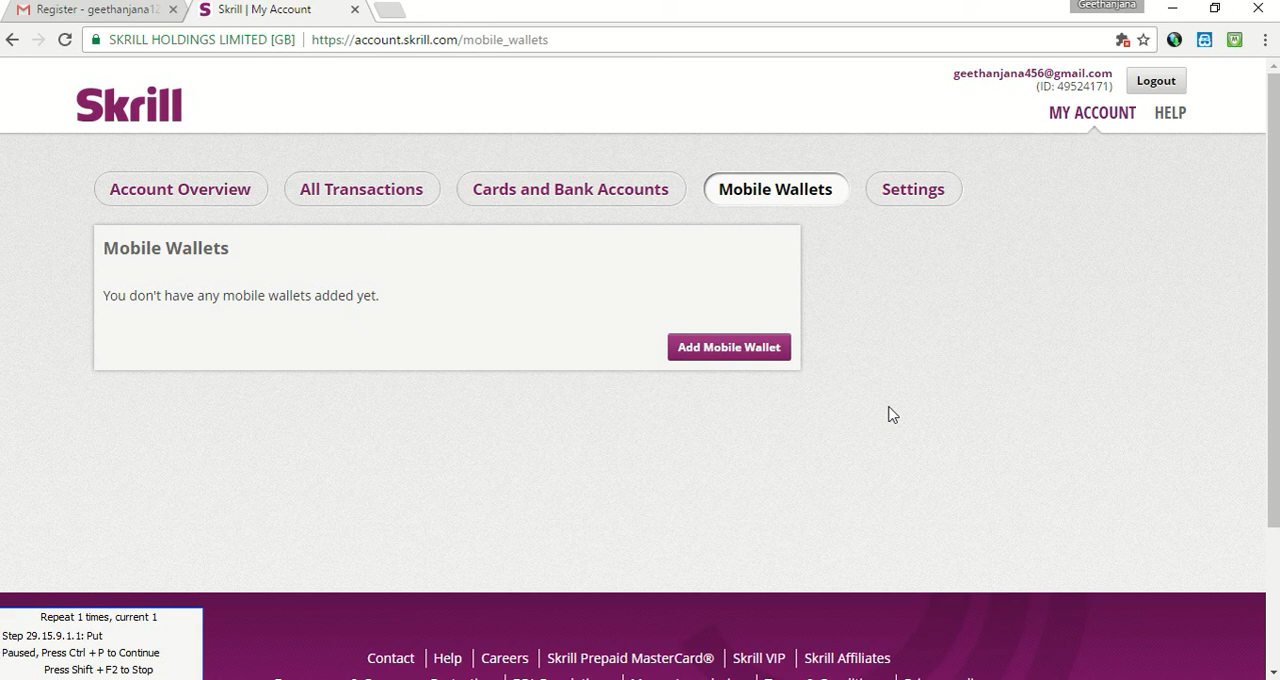 Register - geethanjana12
Skrill | My Account
Geethanjana
SKRILL HOLDINGS LIMITED [GB]
https://account.skrill.com/mobile_wallets
geethanjana456@gmail.com
(ID: 49524171)
Logout
Skrill
MY ACCOUNT
HELP
Account Overview
All Transactions
Cards and Bank Accounts
Mobile Wallets
Settings
Mobile Wallets
You don't have any mobile wallets added yet.
Add Mobile Wallet
Repeat 1 times, current 1
Step 29.15.9.1.1: Put
Paused, Press Ctrl + P to Continue
Press Shift + F2 to Stop
Contact
Help
Careers
Skrill Prepaid MasterCard®
Skrill VIP
Skrill Affiliates